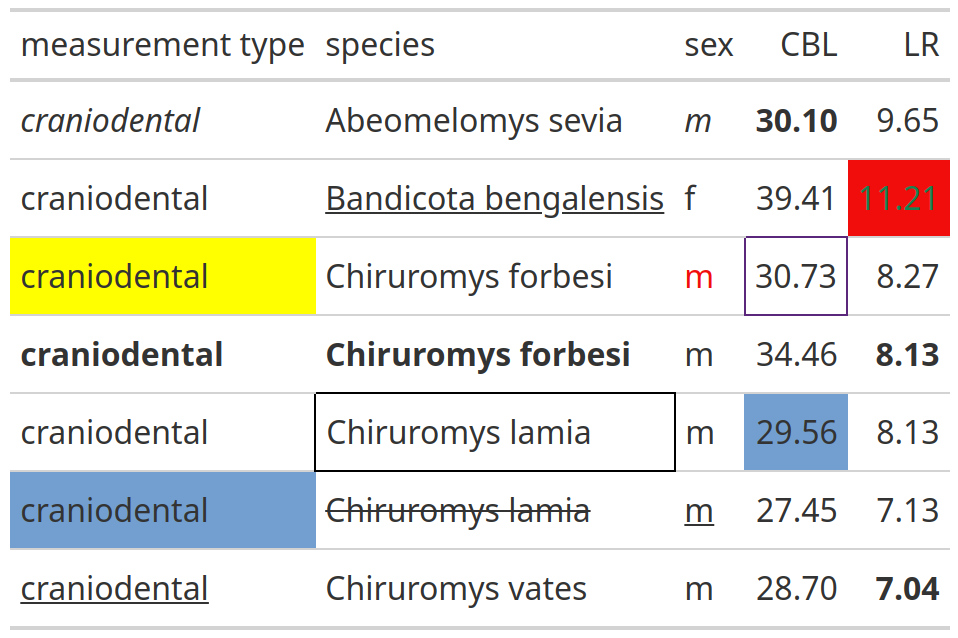 measurement type species sex CBL LR
craniodental Abeomelomys sevia m 30.10 9.65
craniodental Bandicota bengalensis f 39.41 11.21
craniodental Chiruromys forbesi m 30.73 8.27
craniodental Chiruromys forbesi m 34.46 8.13
craniodental Chiruromys lamia m 29.56 8.13
craniodental Chiruromys lamia m 27.45 7.13
craniodental Chiruromys vates m 28.70 7.04